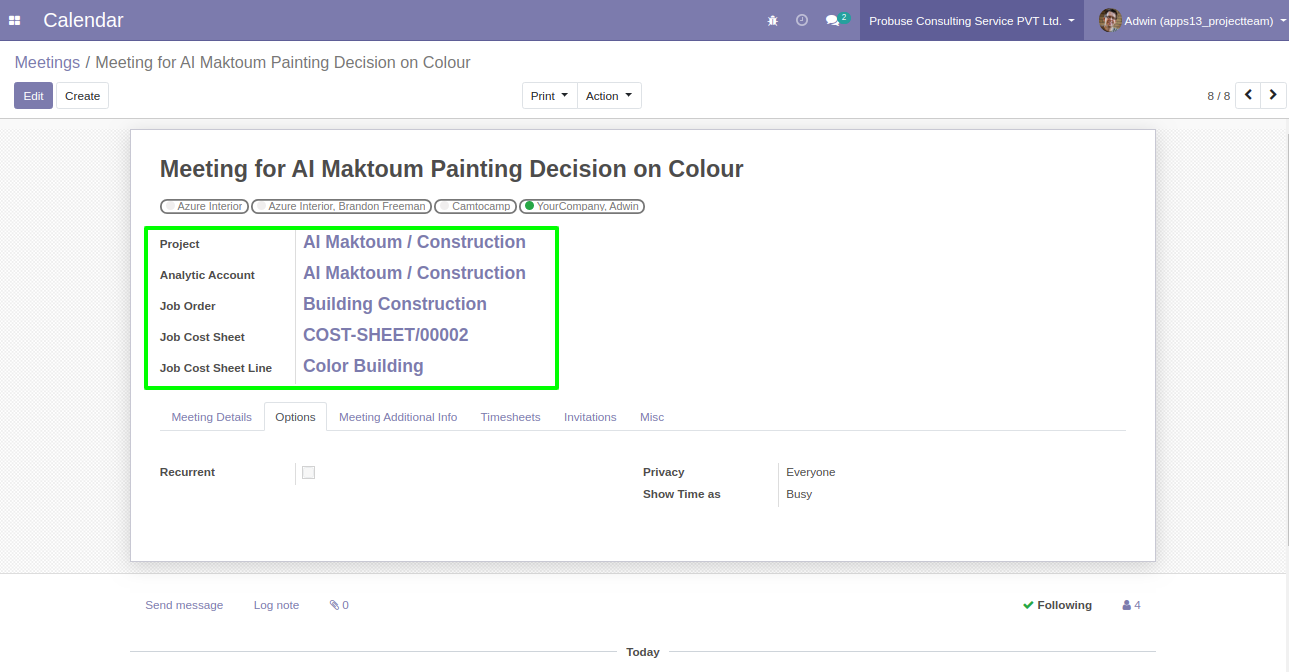 Calendar 2 Probuse Consulting Service PVT Ltd. Adwin (apps13_projectteam)
Meetings / Meeting for AI Maktoum Painting Decision on Colour
Edit Create Print Action 8 / 8
Meeting for AI Maktoum Painting Decision on Colour
Azure Interior Azure Interior, Brandon Freeman Camtocamp YourCompany, Admin
Project AI Maktoum / Construction
Analytic Account AI Maktoum / Construction
Job Order Building Construction
Job Cost Sheet COST-SHEET/00002
Job Cost Sheet Line Color Building
Meeting Details Options Meeting Additional Info Timesheets Invitations Misc
Recurrent Privacy Everyone
Show Time as Busy
Send message Log note 0 Following 4
Today